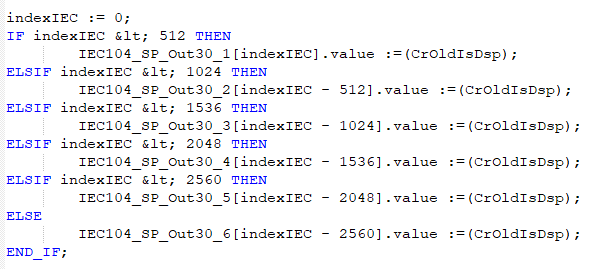 indexIEC := 0;
IF indexIEC &lt; 512 THEN
IEC104_SP_Out30_1[indexIEC].value :=(CrOldIsDsp);
ELSIF indexIEC &lt; 1024 THEN
IEC104_SP_Out30_2[indexIEC - 512].value :=(CrOldIsDsp);
ELSIF indexIEC &lt; 1536 THEN
IEC104_SP_Out30_3[indexIEC - 1024].value :=(CrOldIsDsp);
ELSIF indexIEC &lt; 2048 THEN
IEC104_SP_Out30_4[indexIEC - 1536].value :=(CrOldIsDsp);
ELSIF indexIEC &lt; 2560 THEN
IEC104_SP_Out30_5[indexIEC - 2048].value :=(CrOldIsDsp);
ELSE
IEC104_SP_Out30_6[indexIEC - 2560].value :=(CrOldIsDsp);
END_IF;